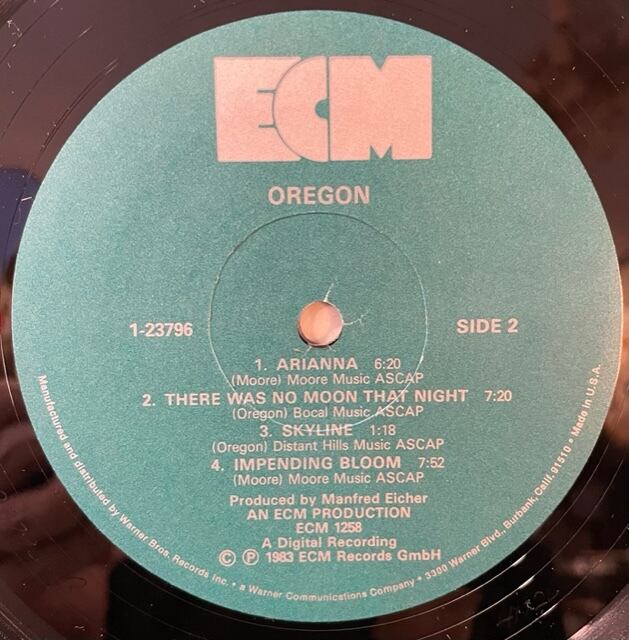 ECM
OREGON
1-23796
SIDE 2
1. ARIANNA 6:20
(Moore) Moore Music ASCAP
2. THERE WAS NO MOON THAT NIGHT 7:20
(Oregon) Bocal Music ASCAP
3. SKYLINE 1:18
(Oregon) Distant Hills Music ASCAP
4. IMPENDING BLOOM 7:52
(Moore) Moore Music ASCAP
Produced by Manfred Eicher
AN ECM PRODUCTION
ECM 1258
A Digital Recording
© ℗ 1983 ECM Records GmbH
Manufactured and distributed by Warner Bros. Records Inc. • a Warner Communications Company • 3300 Warner Blvd., Burbank, Calif. 91510 • Made in U.S.A.